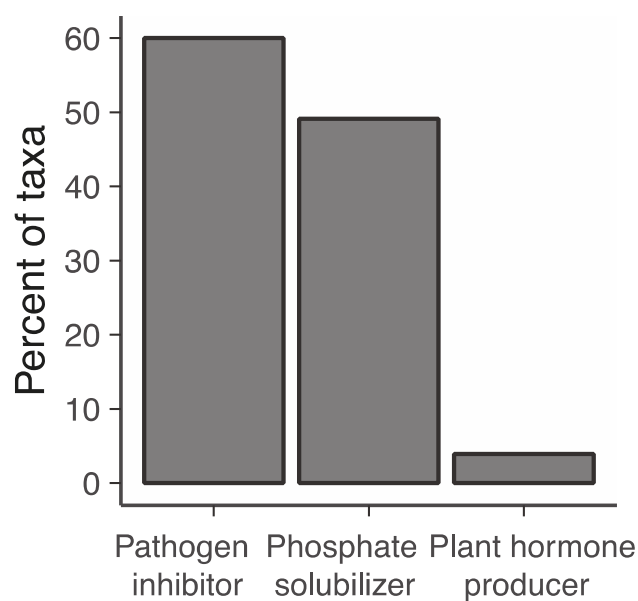 Percent of taxa
60
50
40
30
20
10
0
Pathogen inhibitor
Phosphate solubilizer
Plant hormone producer